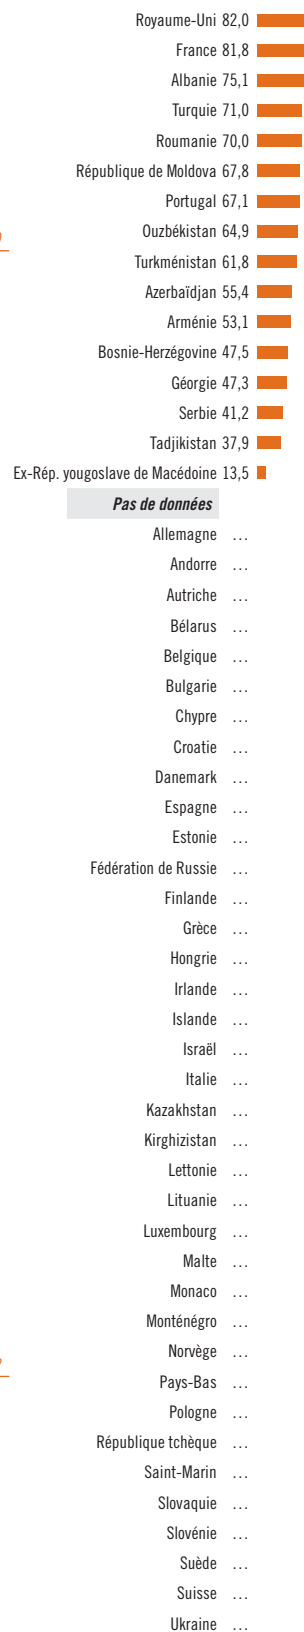 Royaume-Uni 82,0
France 81,8
Albanie 75,1
Turquie 71,0
Roumanie 70,0
République de Moldova 67,8
Portugal 67,1
Ouzbékistan 64,9
Turkménistan 61,8
Azerbaïdjan 55,4
Arménie 53,1
Bosnie-Herzégovine 47,5
Géorgie 47,3
Serbie 41,2
Tadjikistan 37,9
Ex-Rép. yougoslave de Macédoine 13,5
Pas de données
Allemagne ...
Andorre ...
Autriche ...
Bélarus ...
Belgique ...
Bulgarie ...
Chypre ...
Croatie ...
Danemark ...
Espagne ...
Estonie ...
Fédération de Russie ...
Finlande ...
Grèce ...
Hongrie ...
Irlande ...
Islande ...
Israël ...
Italie ...
Kazakhstan ...
Kirghizistan ...
Lettonie ...
Lituanie ...
Luxembourg ...
Malte ...
Monaco ...
Monténégro ...
Norvège ...
Pays-Bas ...
Pologne ...
République tchèque ...
Saint-Marin ...
Slovaquie ...
Slovénie ...
Suède ...
Suisse ...
Ukraine ...